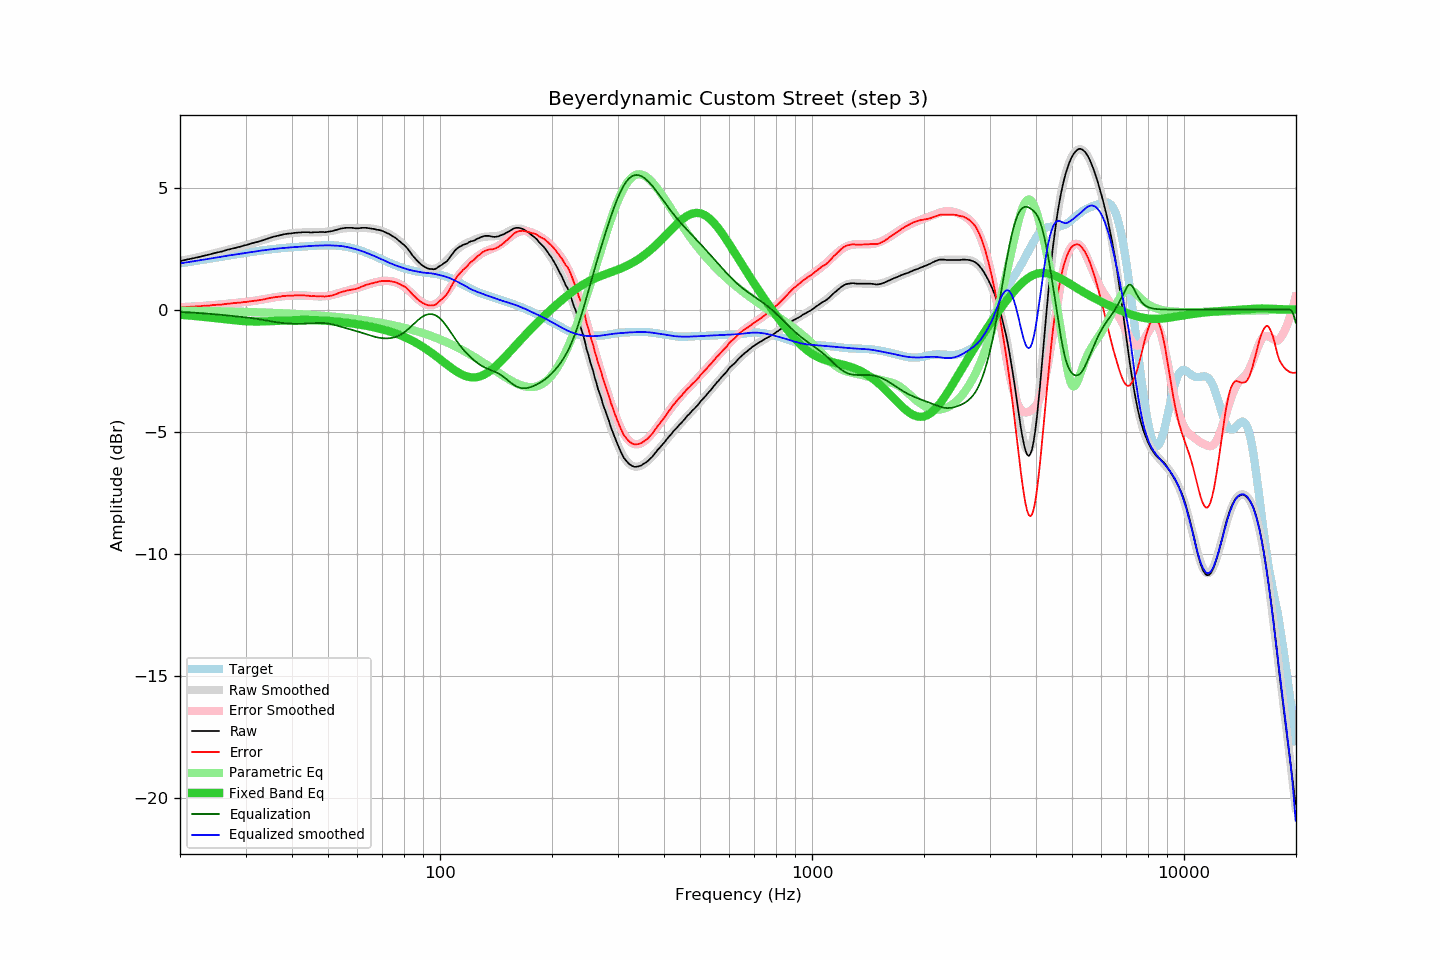 Beyerdynamic Custom Street (step 3)
Amplitude (dBr)
5
0
−5
−10
−15
−20
Target
Raw Smoothed
Error Smoothed
Raw
Error
Parametric Eq
Fixed Band Eq
Equalization
Equalized smoothed
100
1000
10000
Frequency (Hz)